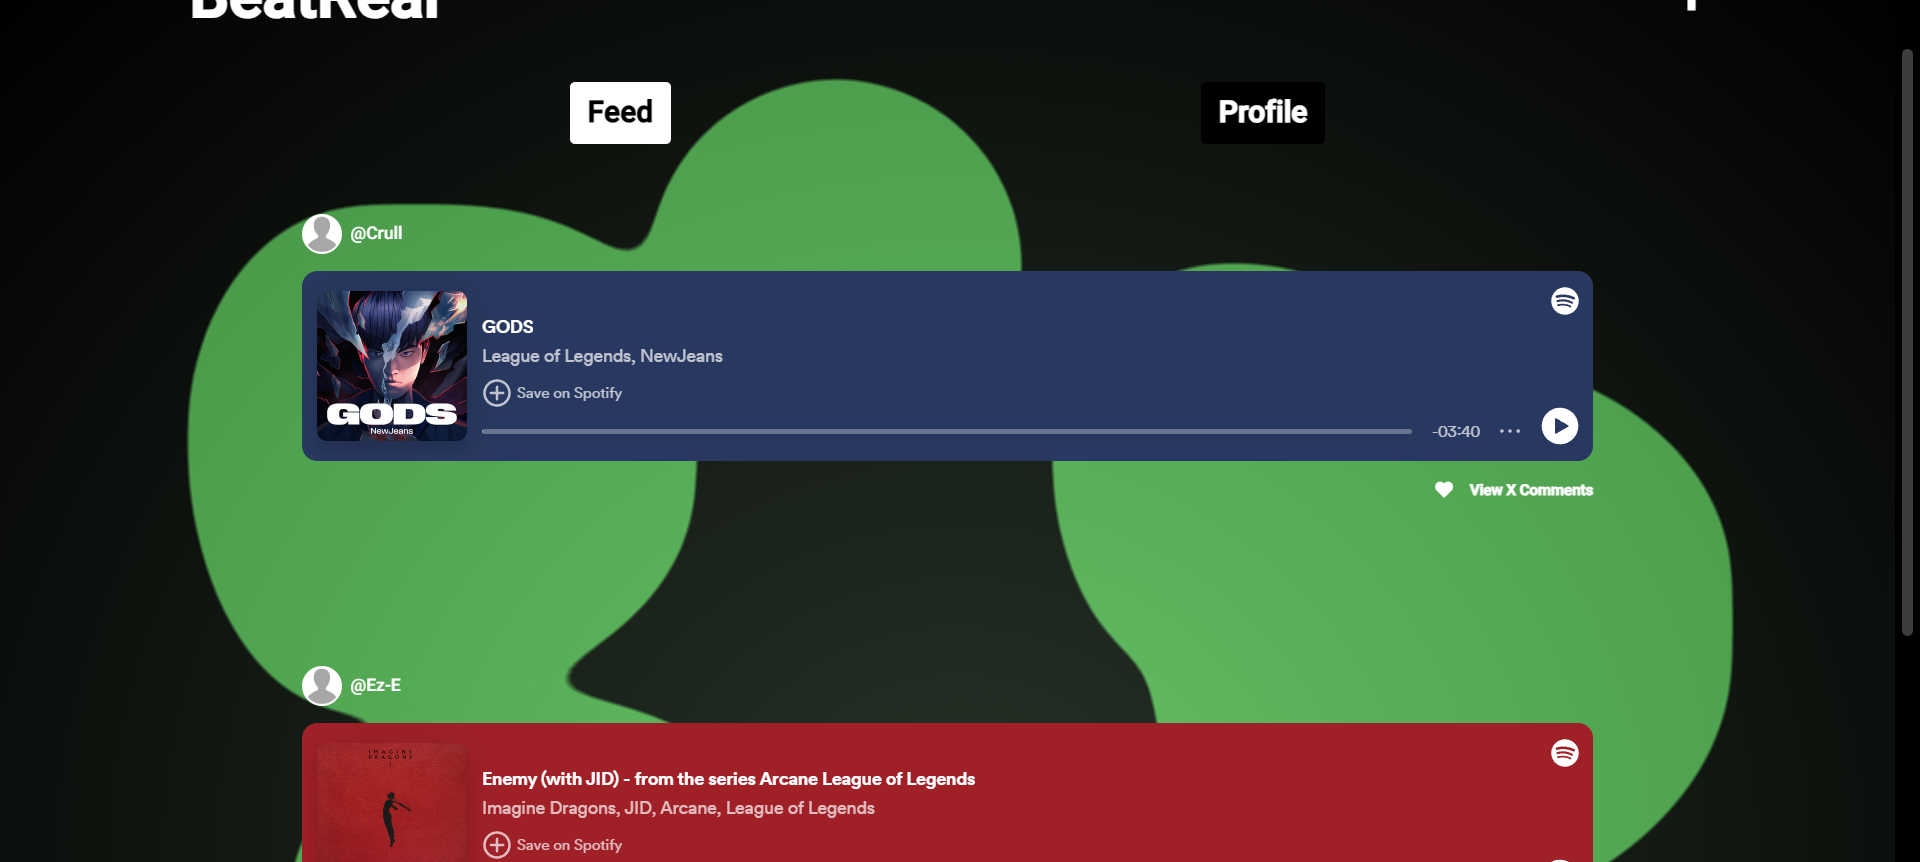 BeatReal
Feed
Profile
@Crull
GODS
NewJeans
GODS
League of Legends, NewJeans
Save on Spotify
-03:40
View X Comments
@Ez-E
IMAGINE
DRAGONS
Enemy (with JID) - from the series Arcane League of Legends
Imagine Dragons, JID, Arcane, League of Legends
Save on Spotify